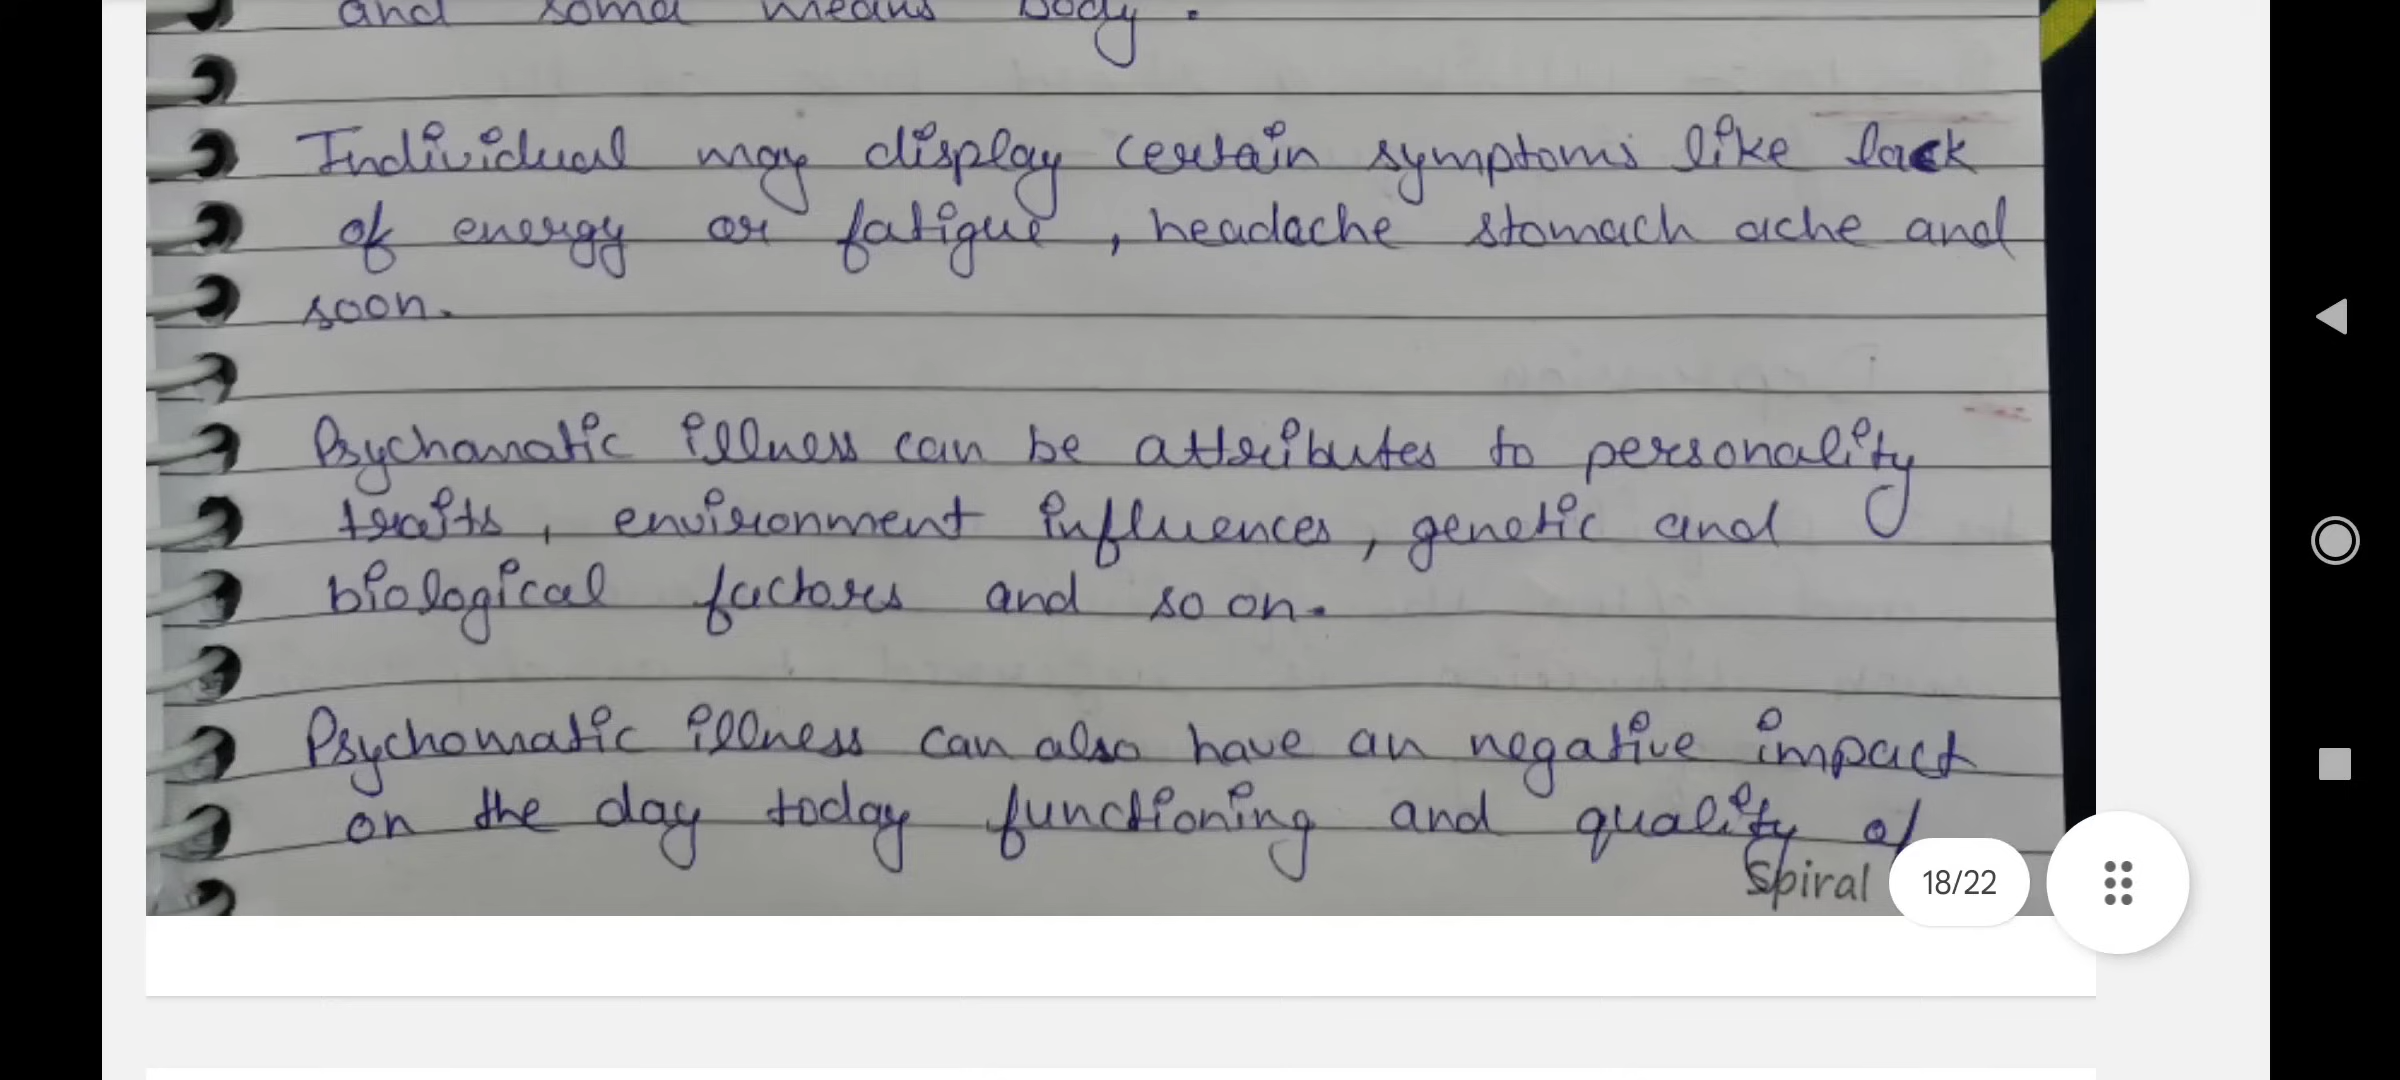 and soma means body.
Individual may display certain symptoms like lack
of energy or fatigue, headache stomach ache and
soon.
Psychamatic illness can be attributes to personality
traits, environment influences, genetic and
biological factores and so on.
Psychomatic illness can also have an negative impact
on the day today functioning and quality of
Spiral
18/22